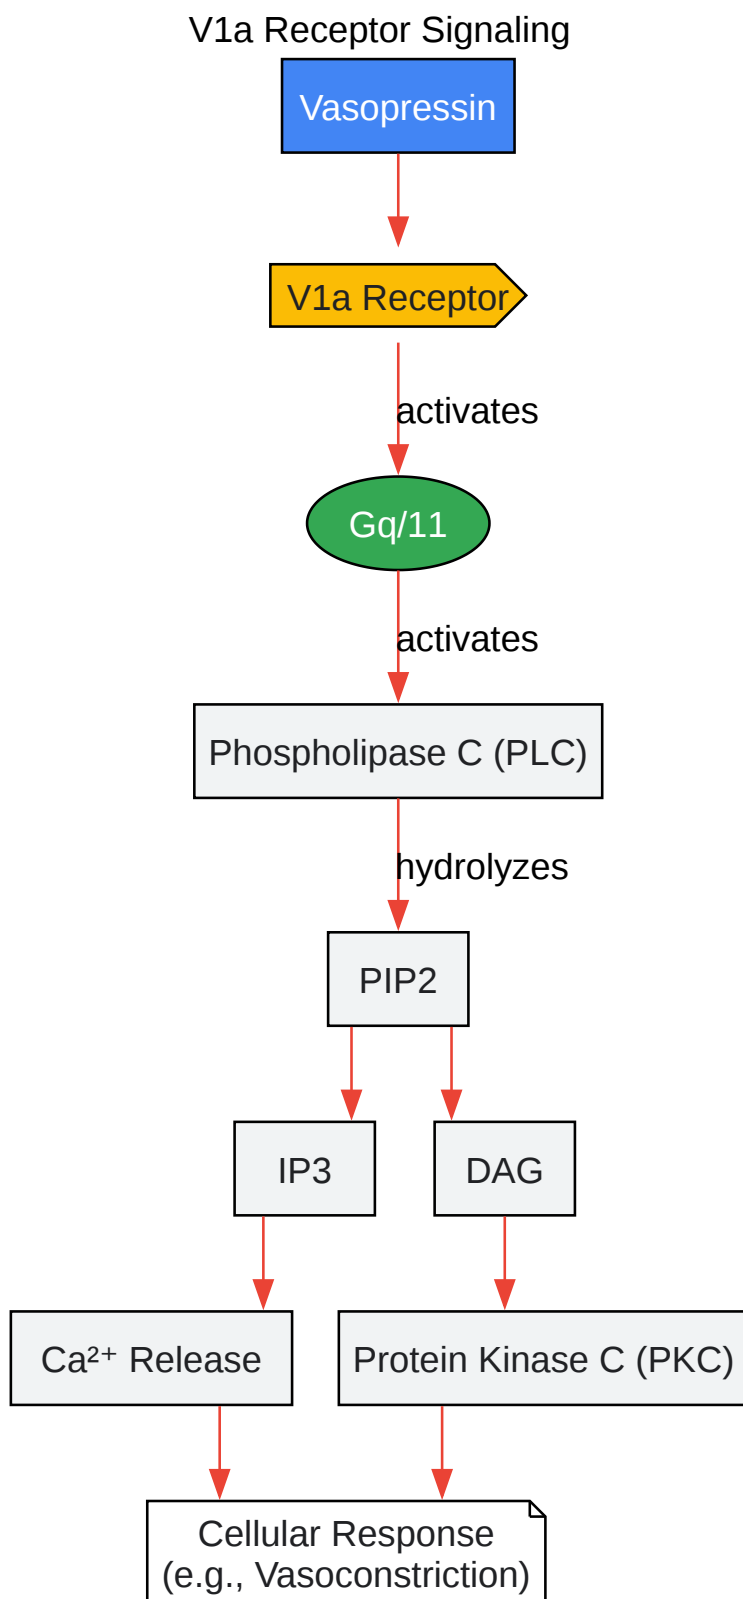 V1a Receptor Signaling
Vasopressin
V1a Receptor
activates
Gq/11
activates
Phospholipase C (PLC)
hydrolyzes
PIP2
IP3
DAG
Ca²⁺ Release
Protein Kinase C (PKC)
Cellular Response
(e.g., Vasoconstriction)